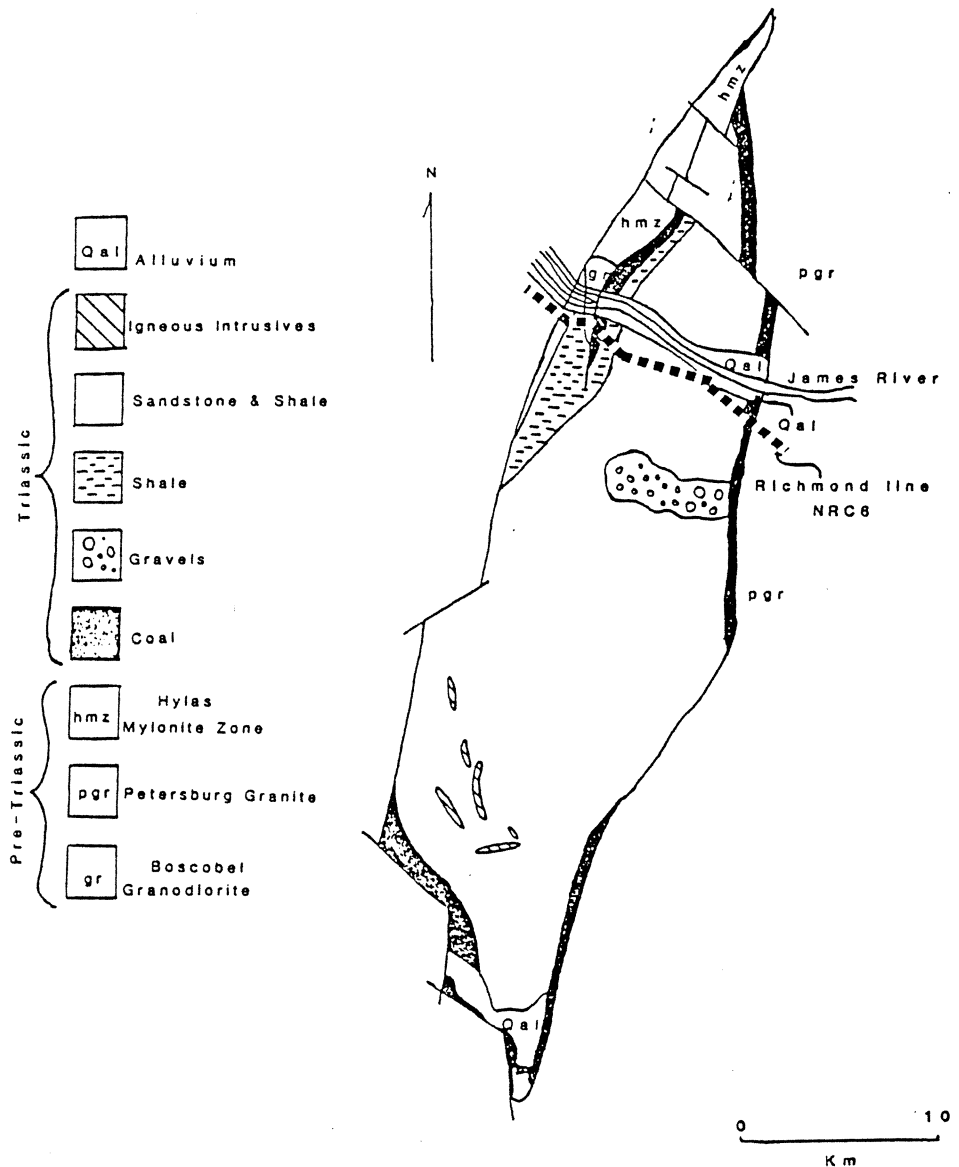 N
Qal Alluvium
Triassic
Igneous Intrusives
Sandstone & Shale
Shale
Gravels
Coal
Pre-Triassic
hmz Hylas
Mylonite Zone
pgr Petersburg Granite
gr Boscobel
Granodiorite
hmz
hmz
gr
pgr
Qal
James River
Qal
Richmond line
NRC6
pgr
Qal
0 10
Km